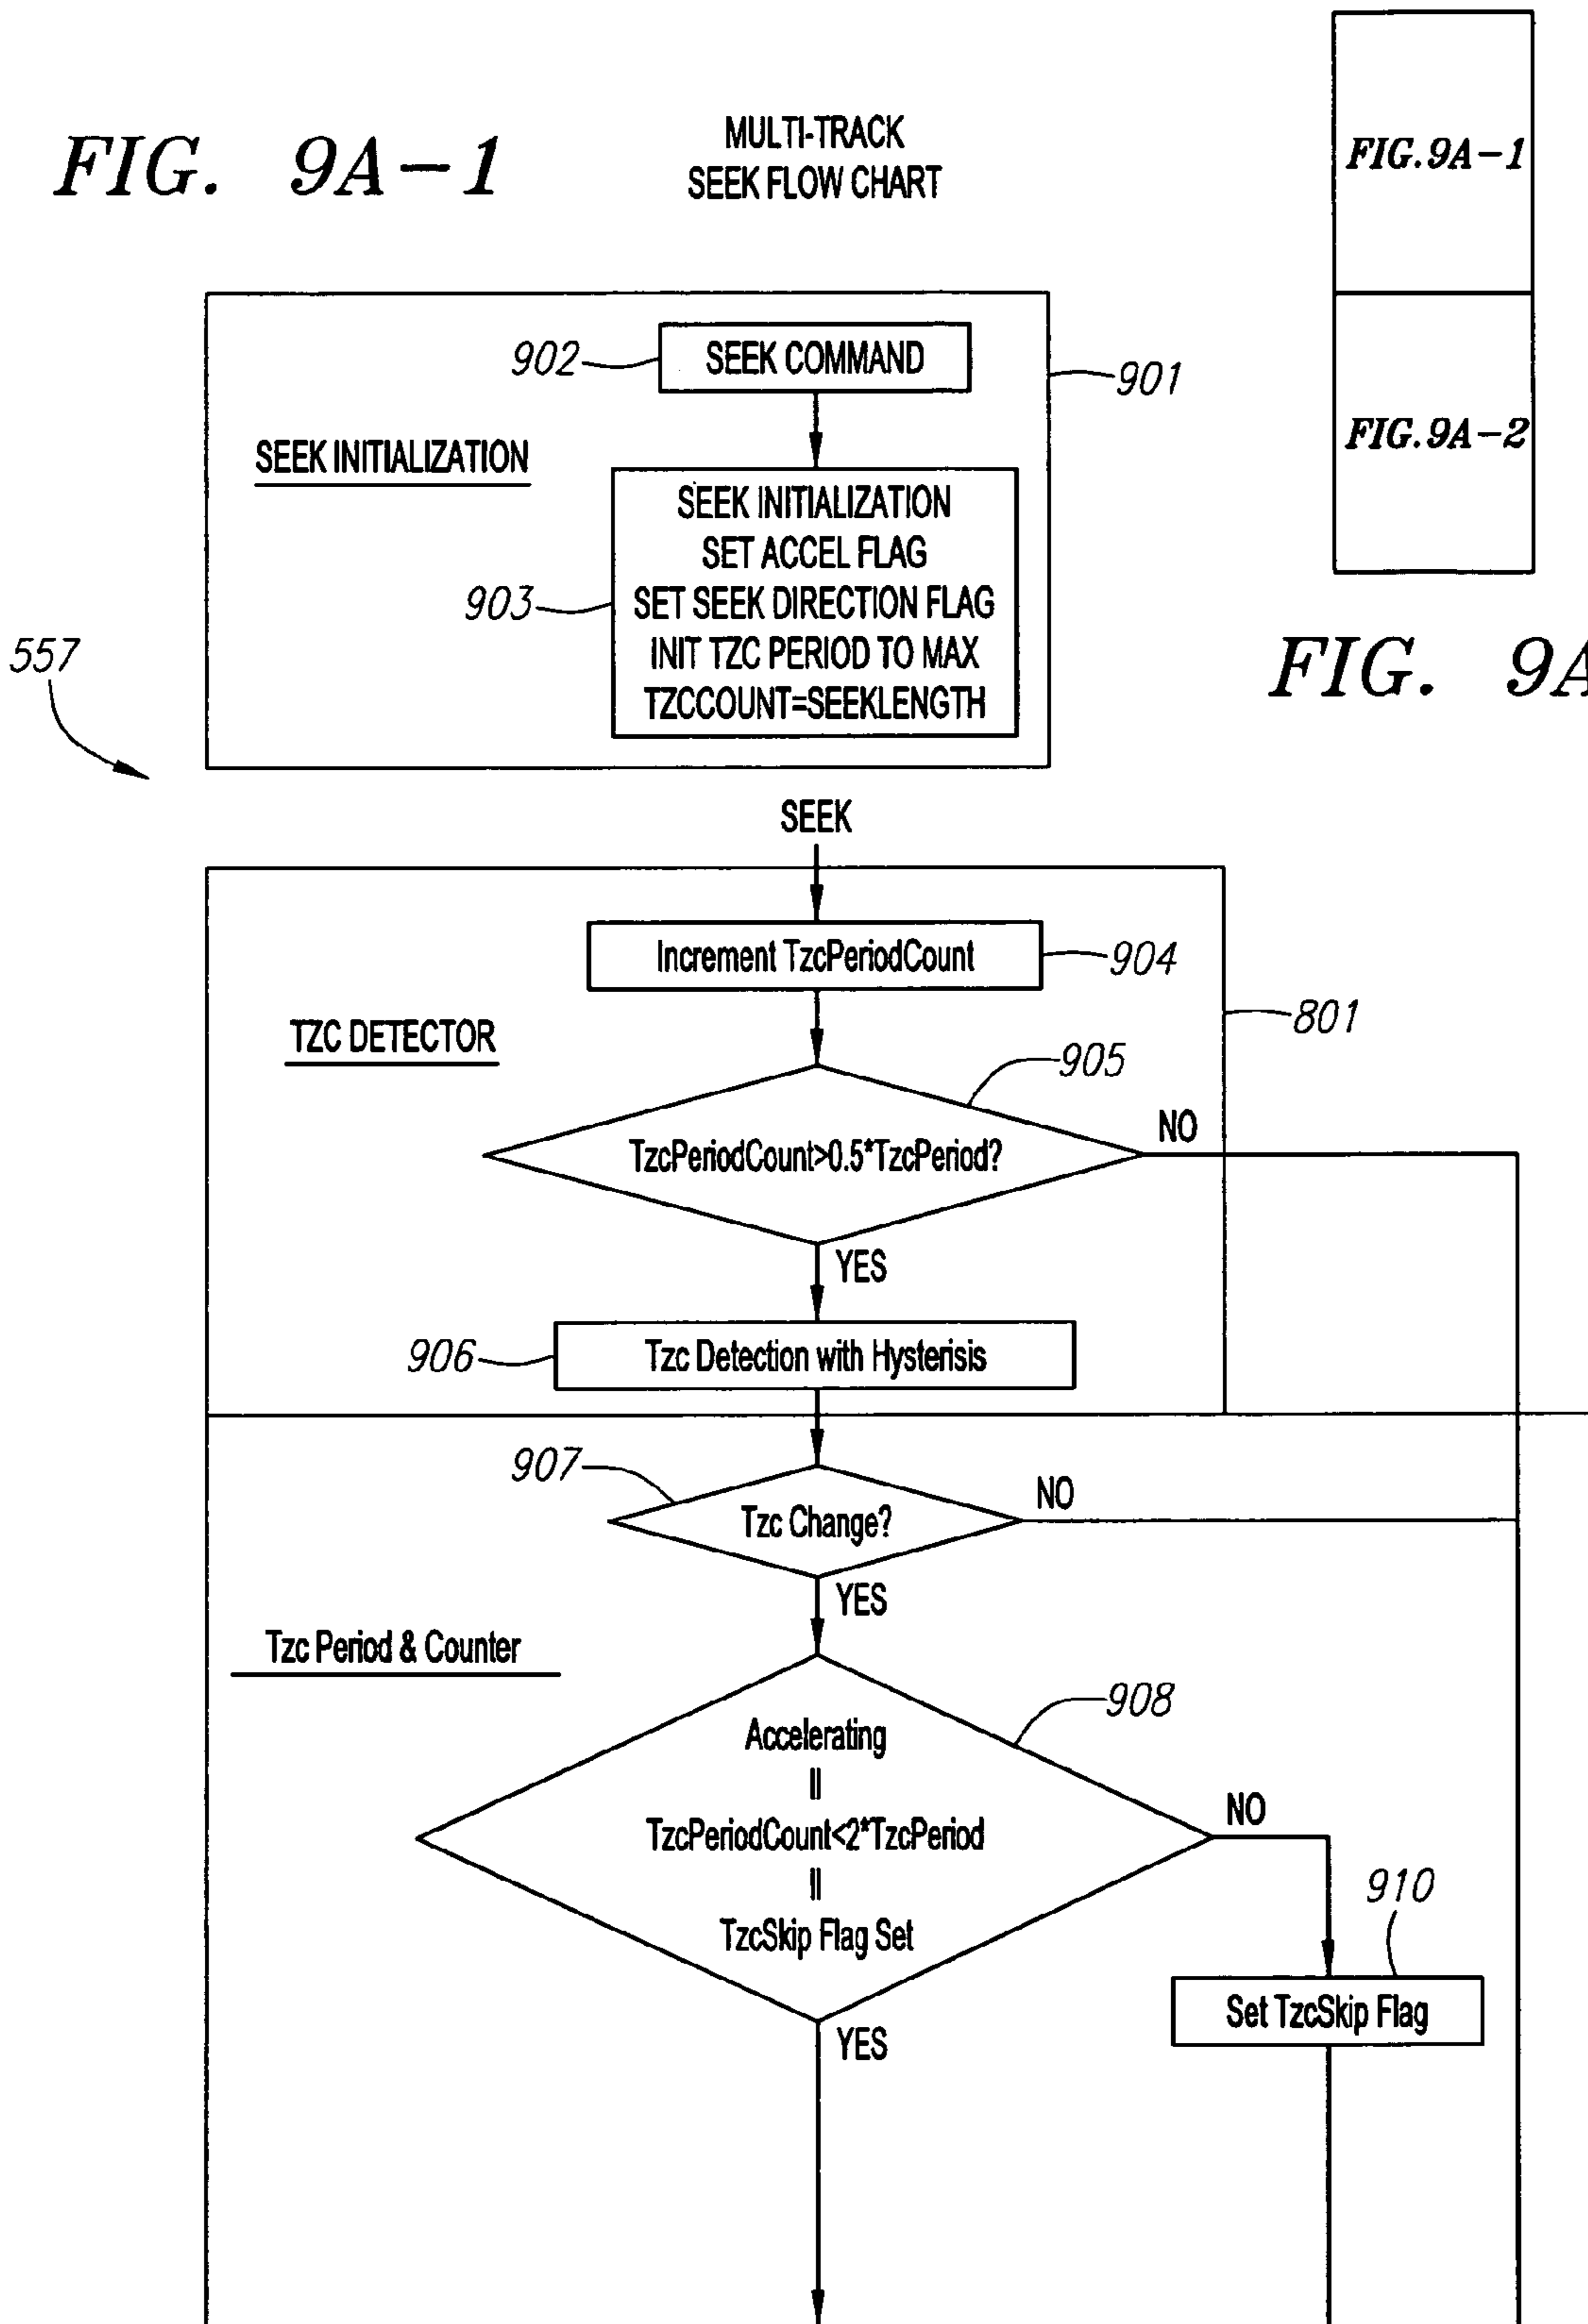 FIG. 9A-1
MULTI-TRACK
SEEK FLOW CHART
FIG.9A-1
FIG.9A-2
FIG. 9A
902
SEEK COMMAND
901
SEEK INITIALIZATION
903
SEEK INITIALIZATION
SET ACCEL FLAG
SET SEEK DIRECTION FLAG
INIT TZC PERIOD TO MAX
TZCCOUNT=SEEKLENGTH
557
SEEK
Increment TzcPeriodCount
904
TZC DETECTOR
801
905
TzcPeriodCount>0.5*TzcPeriod?
NO
YES
906
Tzc Detection with Hysterisis
907
Tzc Change?
NO
YES
Tzc Period & Counter
908
Accelerating
||
TzcPeriodCount<2*TzcPeriod
||
TzcSkip Flag Set
NO
YES
910
Set TzcSkip Flag